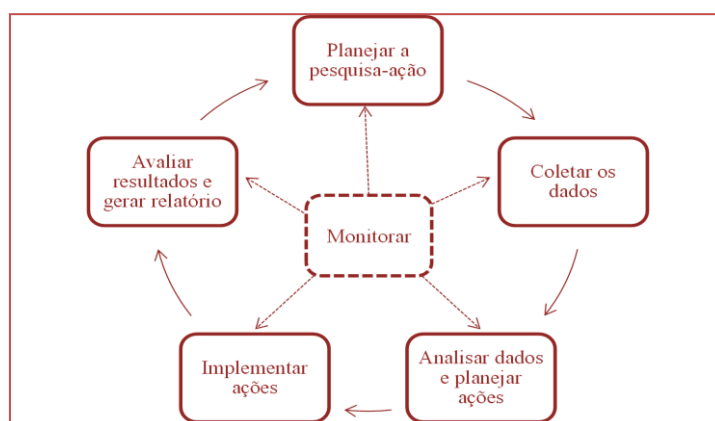 Planejar a
pesquisa-ação
Avaliar
resultados e
gerar relatório
Coletar os
dados
Monitorar
Implementar
ações
Analisar dados
e planejar
ações